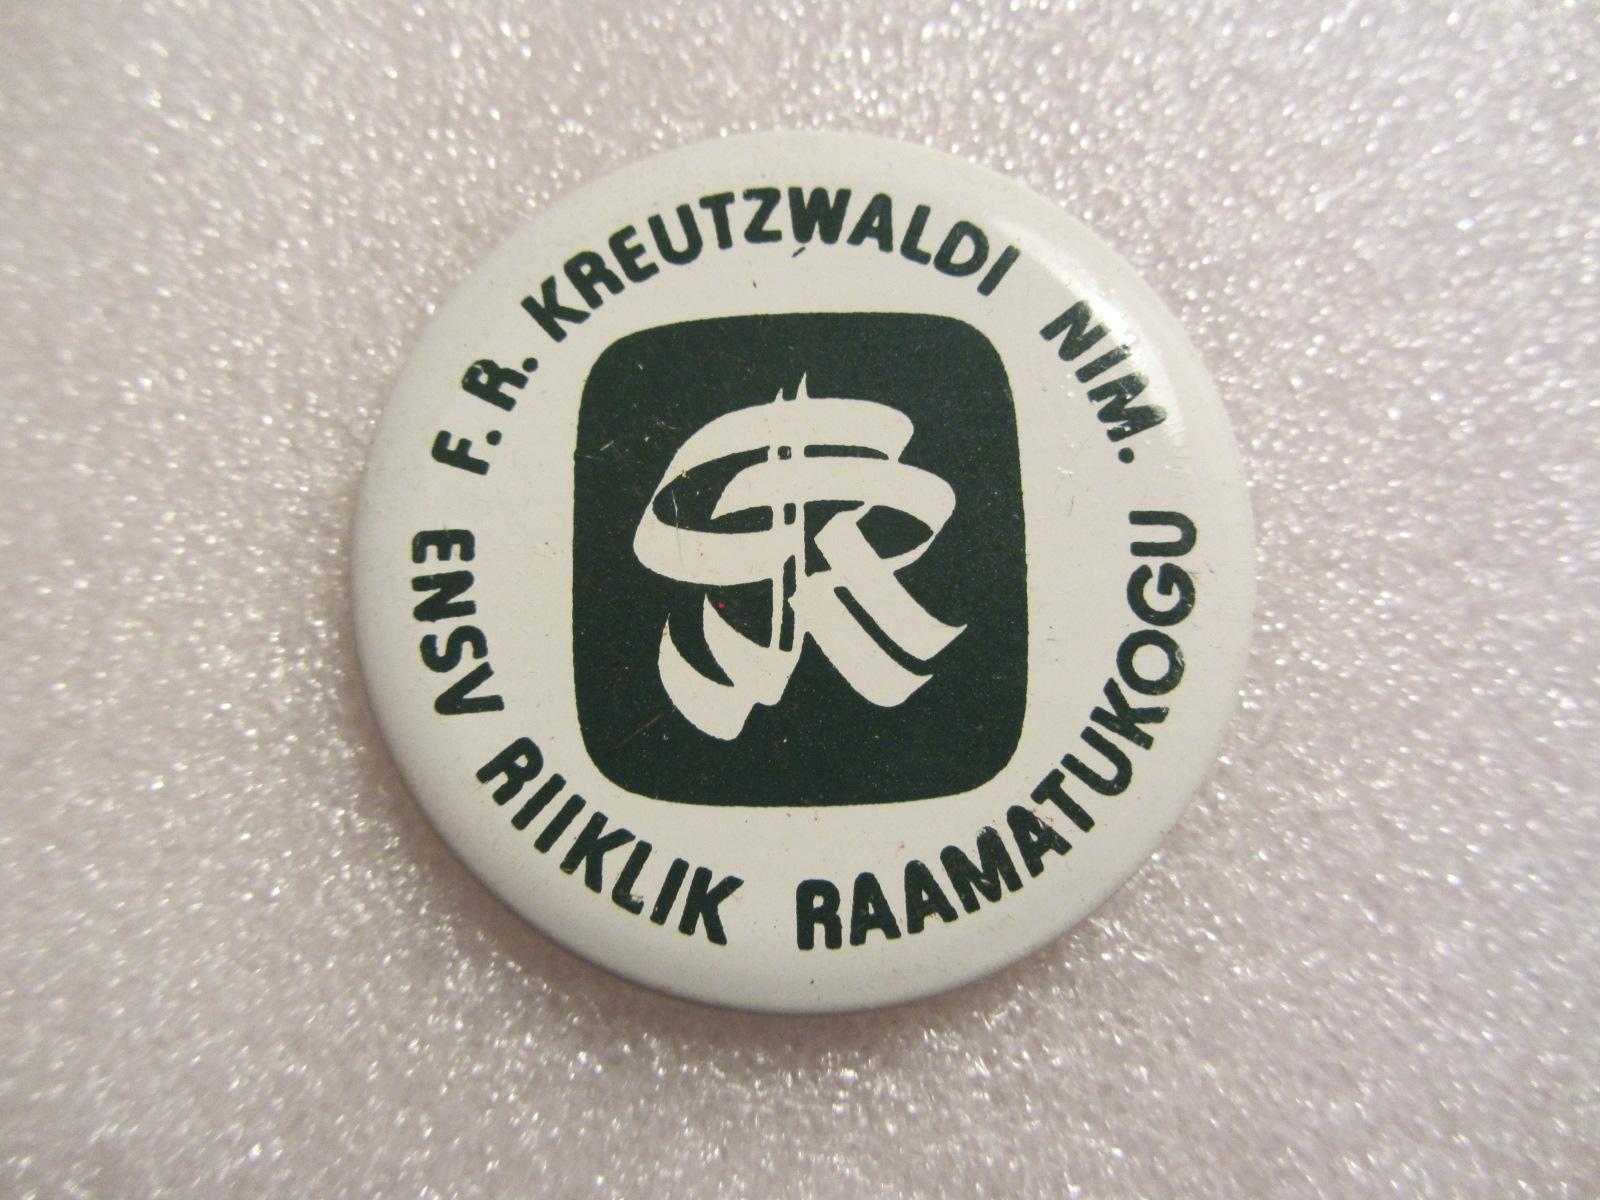 ENSV F. R. KREUTZWALDI NIM.
RIIKLIK RAAMATUKOGU